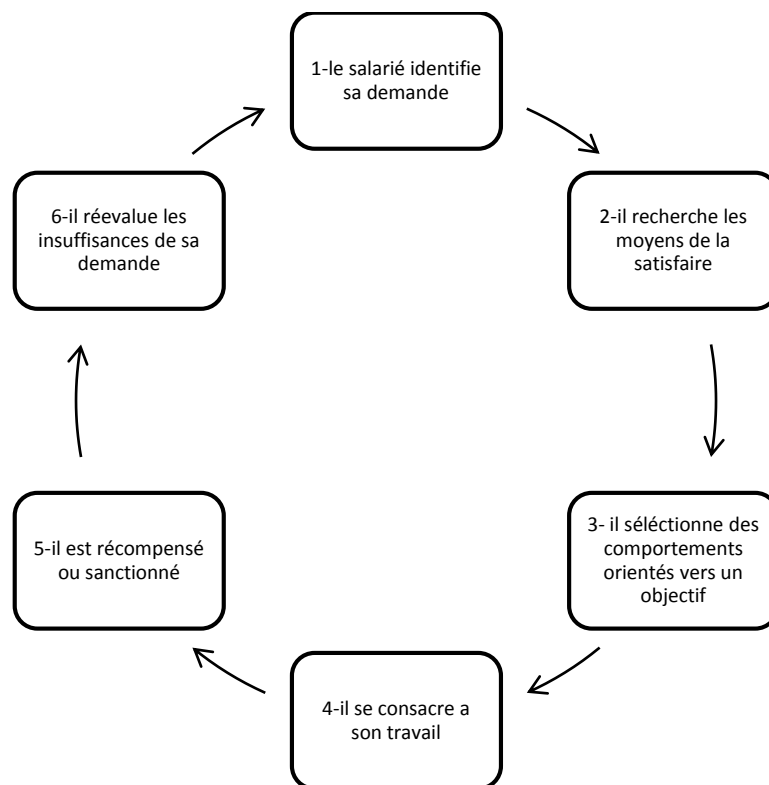 1-le salarié identifie
sa demande
2-il recherche les
moyens de la
satisfaire
3- il séléctionne des
comportements
orientés vers un
objectif
4-il se consacre a
son travail
5-il est récompensé
ou sanctionné
6-il réevalue les
insuffisances de sa
demande